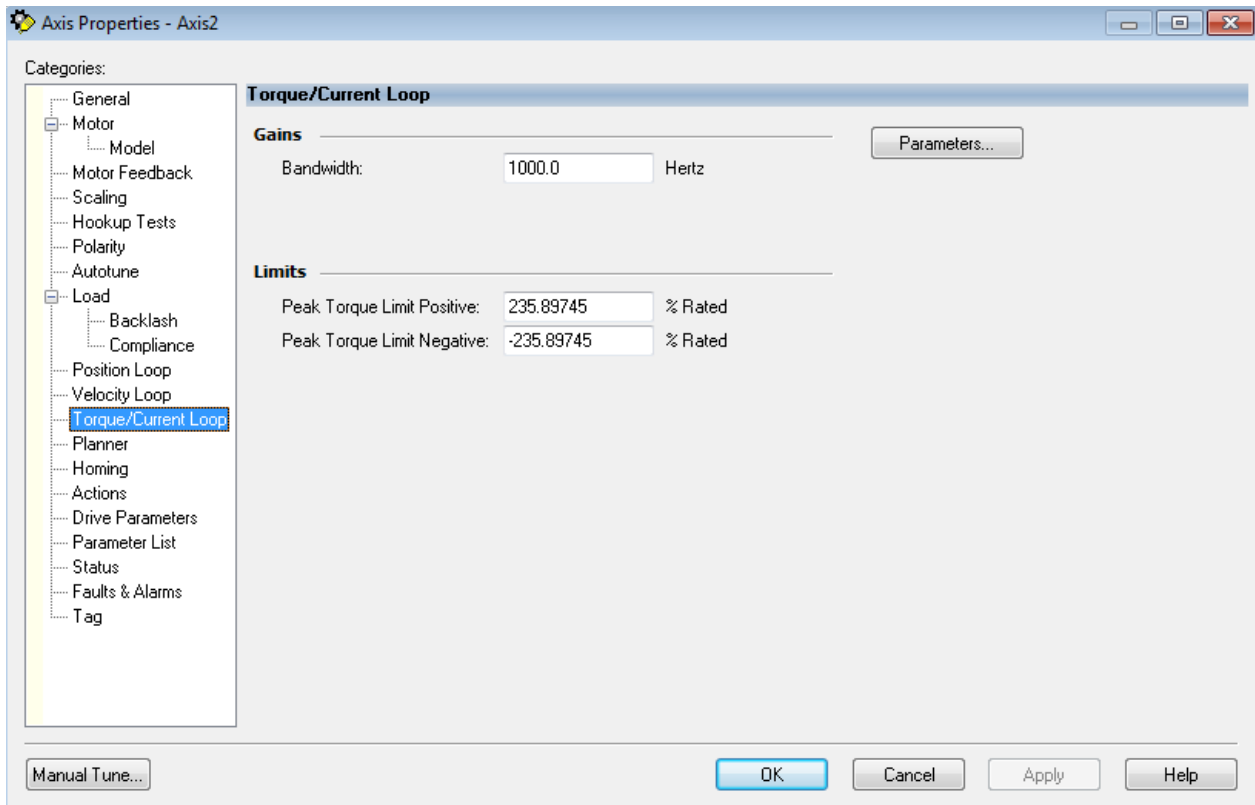 Axis Properties - Axis2
Categories:
General
Motor
Model
Motor Feedback
Scaling
Hookup Tests
Polarity
Autotune
Load
Backlash
Compliance
Position Loop
Velocity Loop
Torque/Current Loop
Planner
Homing
Actions
Drive Parameters
Parameter List
Status
Faults & Alarms
Tag
Torque/Current Loop
Gains
Parameters...
Bandwidth: 1000.0 Hertz
Limits
Peak Torque Limit Positive: 235.89745 % Rated
Peak Torque Limit Negative: -235.89745 % Rated
Manual Tune... OK Cancel Apply Help